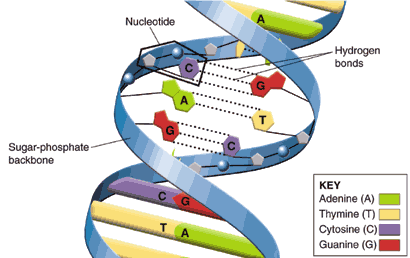 Nucleotide
A
Hydrogen
bonds
C
G
A
T
G
C
Sugar-phosphate
backbone
C G
T A
KEY
Adenine (A)
Thymine (T)
Cytosine (C)
Guanine (G)